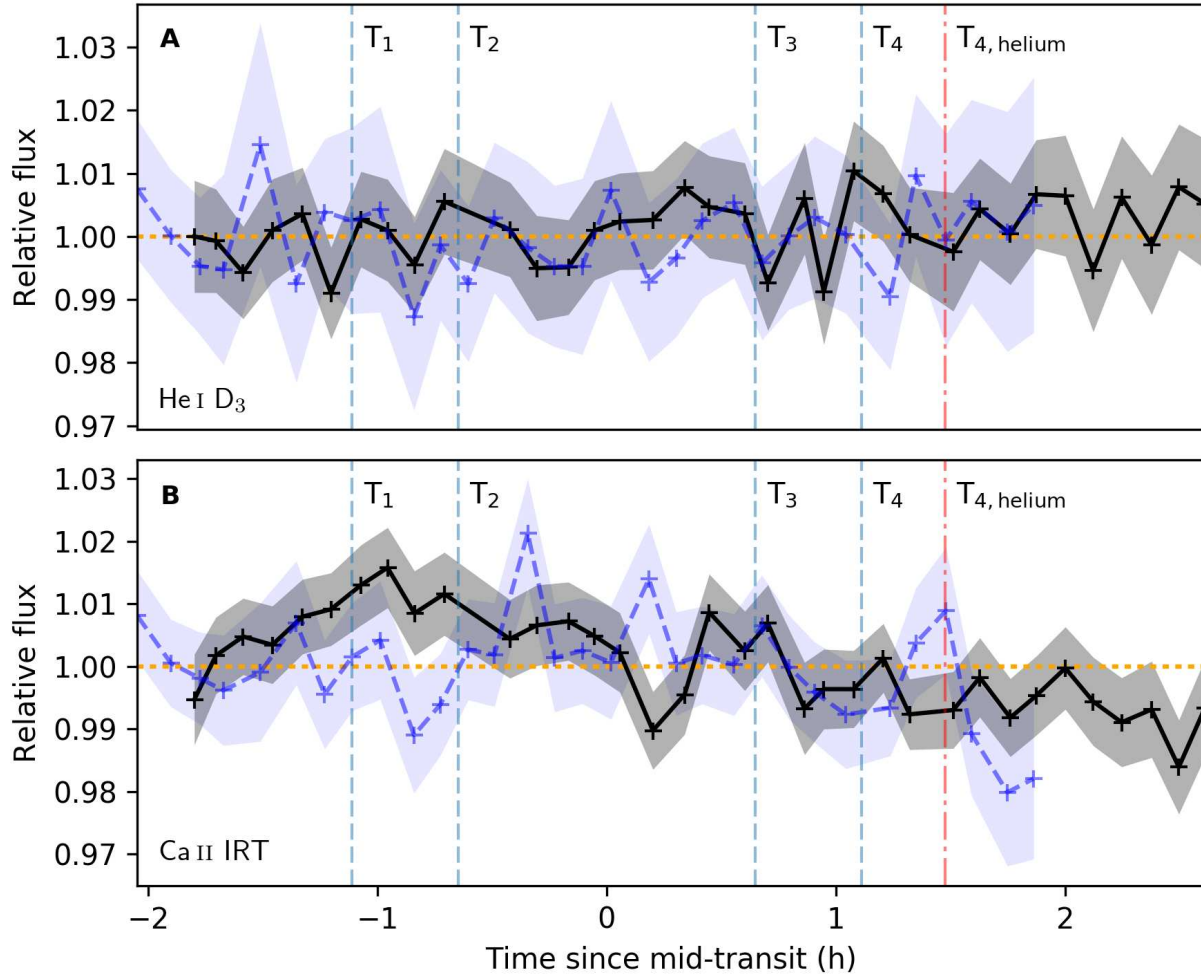 A
T₁
T₂
T₃
T₄
T₄, helium
1.03
1.02
1.01
1.00
0.99
0.98
0.97
Relative flux
He I D₃
B
T₁
T₂
T₃
T₄
T₄, helium
1.03
1.02
1.01
1.00
0.99
0.98
0.97
Relative flux
Ca II IRT
−2
−1
0
1
2
Time since mid-transit (h)